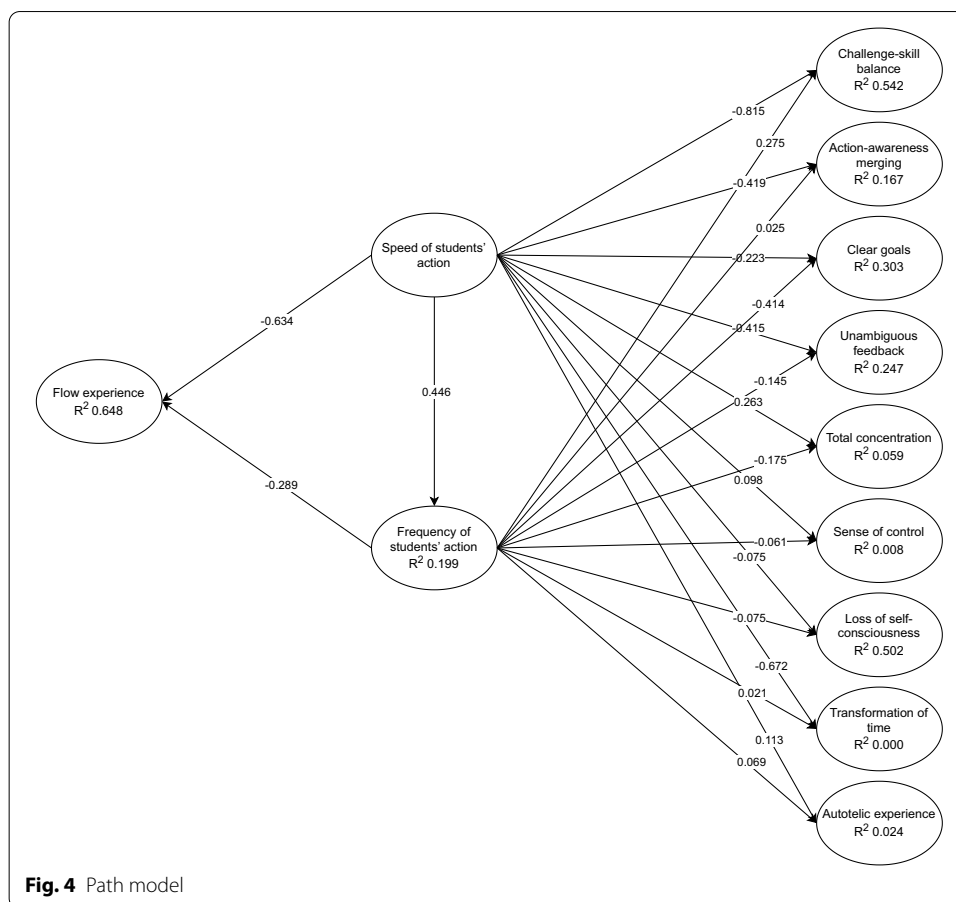 Challenge-skill
balance
R² 0.542
-0.815
0.275
Action-awareness
merging
R² 0.167
-0.419
0.025
Speed of students’
action
Clear goals
R² 0.303
-0.223
-0.414
-0.634
Unambiguous
feedback
R² 0.247
-0.415
-0.145
Flow experience
R² 0.648
0.446
0.263
Total concentration
R² 0.059
-0.175
0.098
-0.289
Frequency of
students’ action
R² 0.199
Sense of control
R² 0.008
-0.061
-0.075
Loss of self-
consciousness
R² 0.502
-0.075
-0.672
Transformation of
time
R² 0.000
0.021
0.113
0.069
Autotelic experience
R² 0.024
Fig. 4 Path model